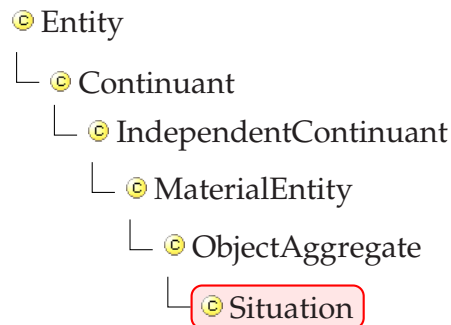 © Entity
© Continuant
© IndependentContinuant
© MaterialEntity
© ObjectAggregate
© Situation